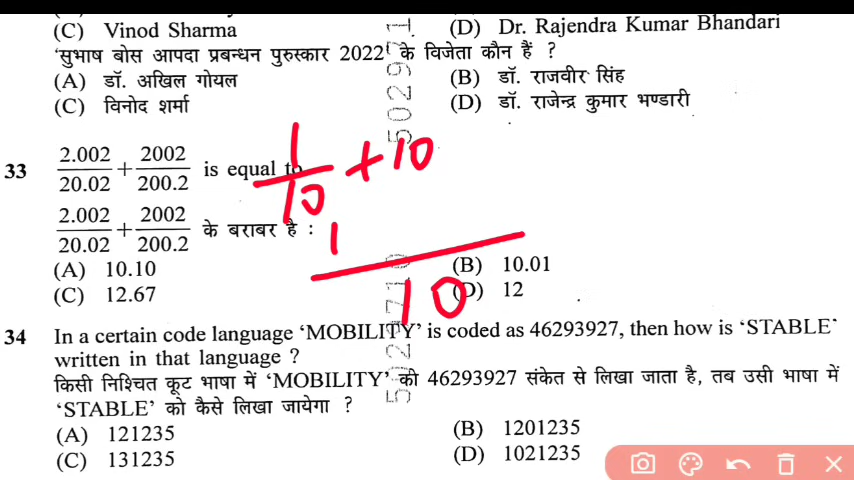 (C) Vinod Sharma (D) Dr. Rajendra Kumar Bhandari
'सुभाष बोस आपदा प्रबन्धन पुरुस्कार 2022' के विजेता कौन हैं ?
(A) डॉ. अखिल गोयल (B) डॉ. राजवीर सिंह
(C) विनोद शर्मा (D) डॉ. राजेन्द्र कुमार भण्डारी
33 2.002/20.02 + 2002/200.2 is equal to
1/10 + 10
2.002/20.02 + 2002/200.2 के बराबर है :
1
10
(A) 10.10 (B) 10.01
(C) 12.67 (D) 12
34 In a certain code language 'MOBILITY' is coded as 46293927, then how is 'STABLE'
written in that language ?
किसी निश्चित कूट भाषा में 'MOBILITY' को 46293927 संकेत से लिखा जाता है, तब उसी भाषा में
'STABLE' को कैसे लिखा जायेगा ?
(A) 121235 (B) 1201235
(C) 131235 (D) 1021235